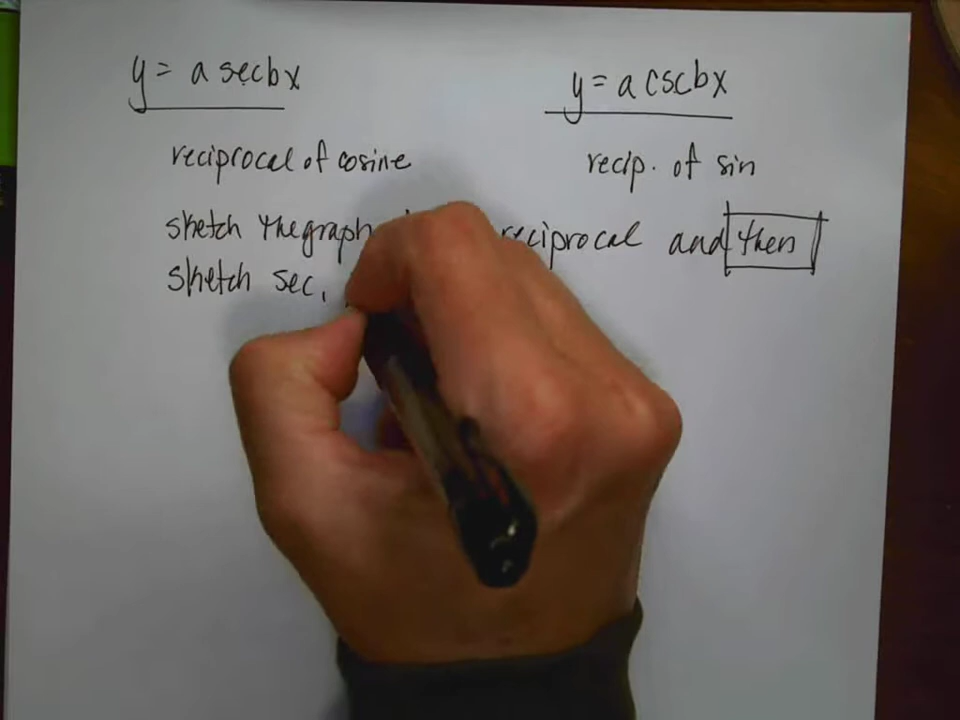 y = a secbx
y = a cscbx
reciprocal of cosine
recip. of sin
sketch the graph reciprocal and then
sketch sec,